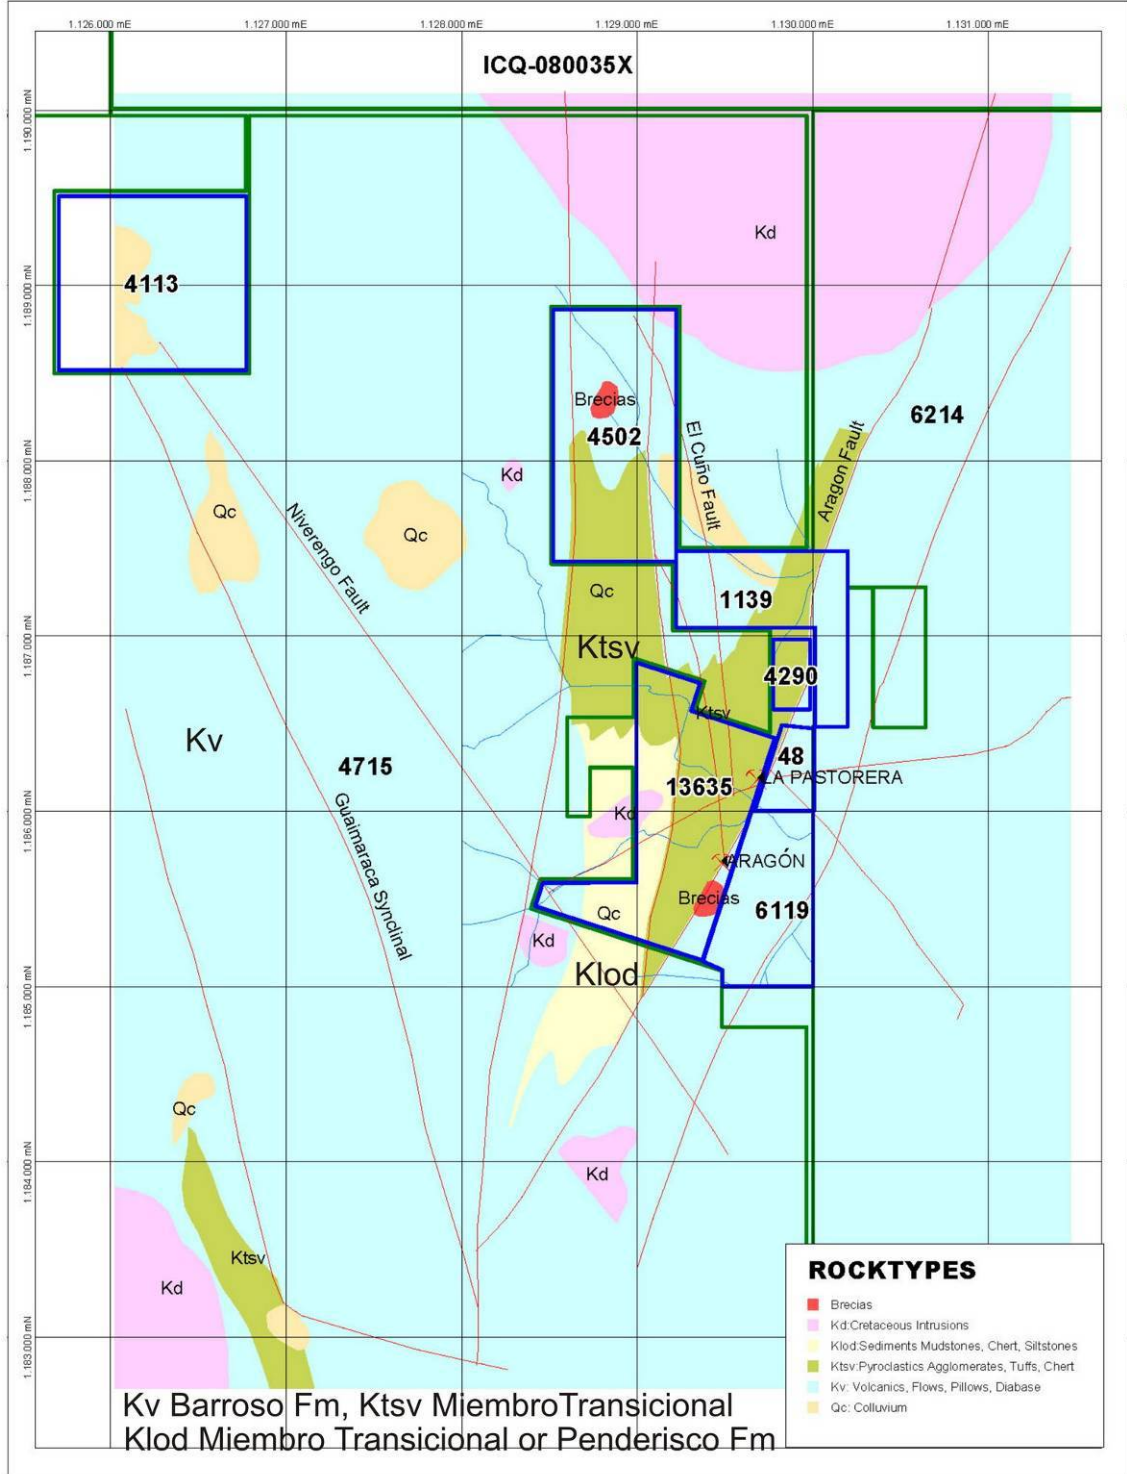 1.126.000 mE
1.127.000 mE
1.128.000 mE
1.129.000 mE
1.130.000 mE
1.131.000 mE
ICQ-080035X
1.190.000 mN
Kd
1.189.000 mN
4113
Brecias
4502
6214
El Cuño Fault
Aragon Fault
1.188.000 mN
Kd
Qc
Niverengo Fault
Qc
Qc
1139
1.187.000 mN
Ktsv
4290
Ktsv
Kv
4715
48
13635
LA PASTORERA
Kd
1.186.000 mN
Guaimaraca Synclinal
ARAGÓN
Brecias
6119
Qc
Kd
Klod
1.185.000 mN
Qc
1.184.000 mN
Kd
Ktsv
Kd
1.183.000 mN
ROCKTYPES
Brecias
Kd:Cretaceous Intrusions
Klod:Sediments Mudstones, Chert, Siltstones
Ktsv:Pyroclastics Agglomerates, Tuffs, Chert
Kv: Volcanics, Flows, Pillows, Diabase
Qc: Colluvium
Kv Barroso Fm, Ktsv MiembroTransicional
Klod Miembro Transicional or Penderisco Fm